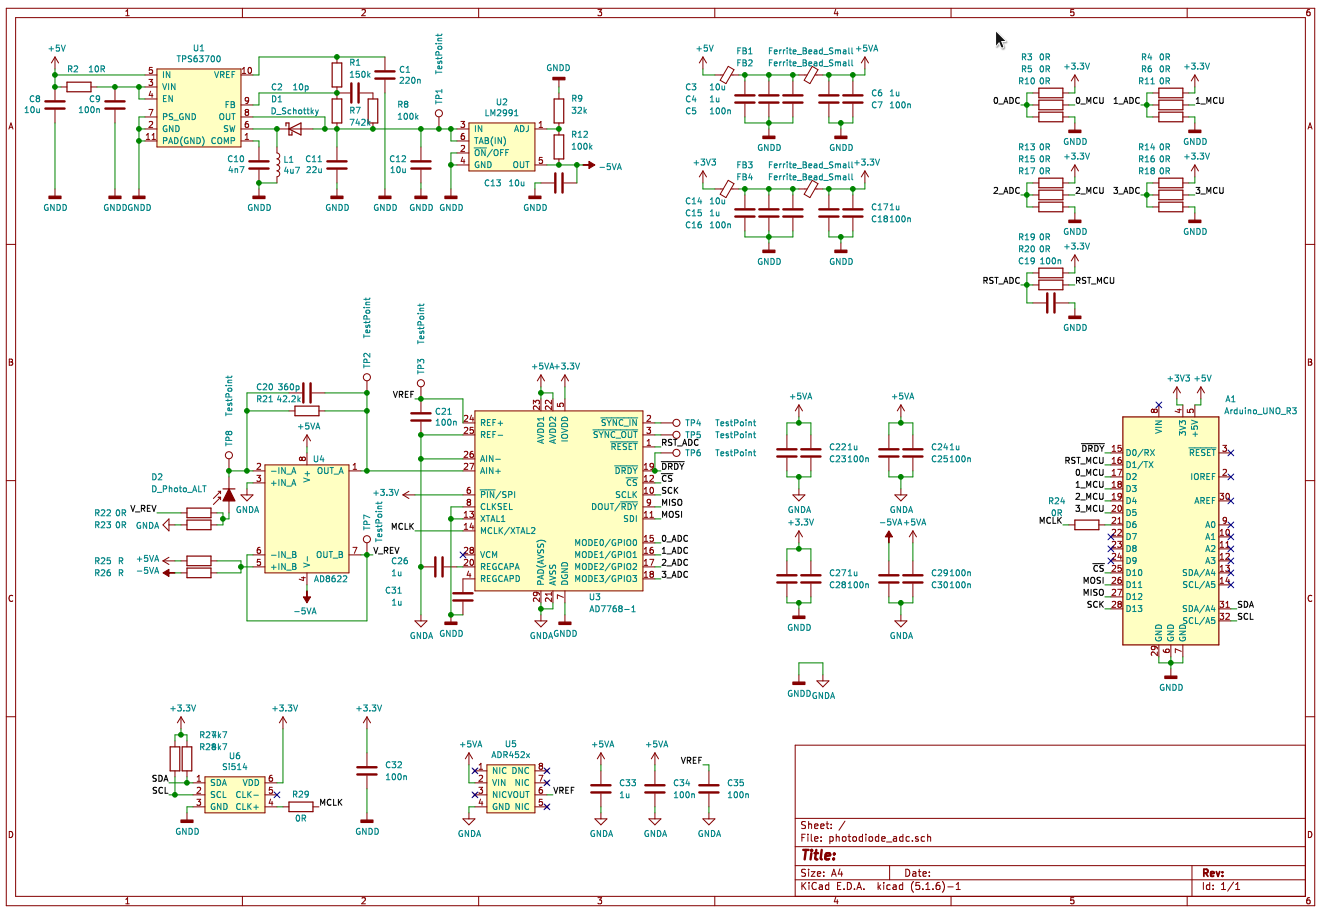 1 2 3 4 5 6
A
B
C
D
+5V
R2 10R
C8
10u
C9
100n
GNDD
GNDD
GNDD
U1
TPS63700
5 IN
3 VIN
4 EN
7 PS_GND
2 GND
11 PAD(GND)
VREF 10
FB 9
OUT 8
SW 6
COMP 1
C2 10p
D1
D_Schottky
R1
150k
R7
742k
R8
100k
C1
220n
C10
4n7
L1
4u7
C11
22u
C12
10u
GNDD
GNDD
GNDD
GNDD
GNDD
TP1 TestPoint
U2
LM2991
3 IN
6 TAB(IN)
2 ON/OFF
4 GND
ADJ 1
OUT 5
GNDD
R9
32k
R12
100k
-5VA
C13 10u
GNDD
+5V
FB1 Ferrite_Bead_Small
FB2 Ferrite_Bead_Small
+5VA
C3 10u
C4 1u
C5 100n
C6 1u
C7 100n
GNDD
GNDD
+3V3
FB3 Ferrite_Bead_Small
FB4 Ferrite_Bead_Small
+3.3V
C14 10u
C15 1u
C16 100n
C171u
C18100n
GNDD
GNDD
R3 0R
R5 0R
R10 0R
+3.3V
0_ADC
0_MCU
GNDD
R4 0R
R6 0R
R11 0R
+3.3V
1_ADC
1_MCU
GNDD
R13 0R
R15 0R
R17 0R
+3.3V
2_ADC
2_MCU
GNDD
R14 0R
R16 0R
R18 0R
+3.3V
3_ADC
3_MCU
GNDD
R19 0R
R20 0R
C19 100n
+3.3V
RST_ADC
RST_MCU
GNDD
TP8 TestPoint
TP2 TestPoint
C20 360p
R21 42.2k
+5VA
U4
2 -IN_A
3 +IN_A
6 -IN_B
5 +IN_B
8 V+
4 V-
OUT_A 1
OUT_B 7
AD8622
-5VA
GNDA
D2
D_Photo_ALT
V_REV
R22 0R
R23 0R
GNDA
R25 R
R26 R
+5VA
-5VA
TP7 TestPoint
V_REV
TP3 TestPoint
VREF
C21
100n
+3.3V
MCLK
C26
1u
C31
1u
GNDA
GNDD
+5VA
+3.3V
24 REF+
25 REF-
26 AIN-
27 AIN+
6 PIN/SPI
8 CLKSEL
13 XTAL1
14 MCLK/XTAL2
28 VCM
20 REGCAPA
4 REGCAPD
23 AVDD1
22 AVDD2
5 IOVDD
SYNC_IN 2
SYNC_OUT 3
RESET 1
DRDY 19
CS 12
SCLK 10
DOUT/RDY 9
SDI 11
MODE0/GPIO0 15
MODE1/GPIO1 16
MODE2/GPIO2 17
MODE3/GPIO3 18
29 PAD(AVSS)
21 AVSS
7 DGND
U3
AD7768-1
GNDA
GNDD
TP4 TestPoint
TP5 TestPoint
RST_ADC
TP6 TestPoint
DRDY
CS
SCK
MISO
MOSI
0_ADC
1_ADC
2_ADC
3_ADC
+5VA
C221u
C23100n
GNDA
+5VA
C241u
C25100n
GNDA
+3.3V
C271u
C28100n
GNDD
-5VA
+5VA
C29100n
C30100n
GNDA
GNDD
GNDA
+3V3
+5V
A1
Arduino_UNO_R3
8 VIN
4 3V3
5 +5V
DRDY 15 D0/RX
RST_MCU 16 D1/TX
0_MCU 17 D2
1_MCU 18 D3
2_MCU 19 D4
3_MCU 20 D5
R24
0R
MCLK 21 D6
22 D7
23 D8
24 D9
CS 25 D10
MOSI 26 D11
MISO 27 D12
SCK 28 D13
RESET 3
IOREF 2
AREF 30
A0 9
A1 10
A2 11
A3 12
SDA/A4 13
SCL/A5 14
SDA/A4 31 SDA
SCL/A5 32 SCL
29 GND
6 GND
7 GND
GNDD
+3.3V
R27 4k7
R28 4k7
SDA
SCL
U6
SI514
1 SDA
2 SCL
3 GND
VDD 6
CLK- 5
CLK+ 4
GNDD
+3.3V
R29
0R
MCLK
+3.3V
C32
100n
GNDD
+5VA
U5
ADR452x
1 NIC
2 VIN
3 NIC
4 GND
DNC 8
NIC 7
VOUT 6
NIC 5
VREF
GNDA
+5VA
C33
1u
GNDA
+5VA
C34
100n
GNDA
VREF
C35
100n
GNDA
Sheet: /
File: photodiode_adc.sch
Title:
Size: A4 Date: Rev:
KiCad E.D.A. kicad (5.1.6)-1 Id: 1/1
A
B
C
D
1 2 3 4 5 6